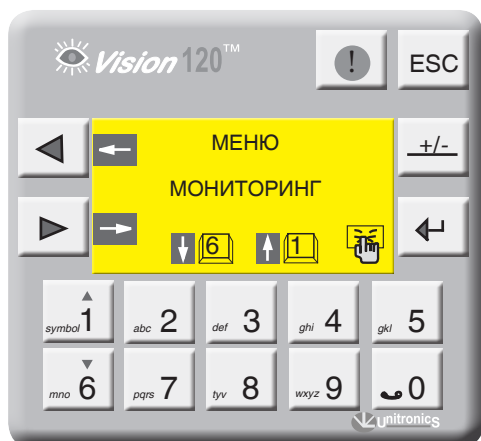 Vision 120™
!
ESC
+/-
МЕНЮ
МОНИТОРИНГ
6 1
symbol 1
abc 2
def 3
ghi 4
gkl 5
mno 6
pqrs 7
tyv 8
wxyz 9
0
Unitronics